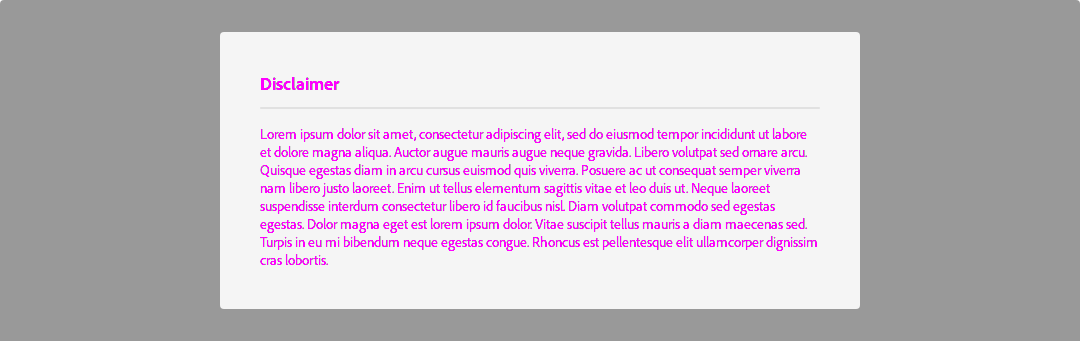 Disclaimer
Lorem ipsum dolor sit amet, consectetur adipiscing elit, sed do eiusmod tempor incididunt ut labore
et dolore magna aliqua. Auctor augue mauris augue neque gravida. Libero volutpat sed ornare arcu.
Quisque egestas diam in arcu cursus euismod quis viverra. Posuere ac ut consequat semper viverra
nam libero justo laoreet. Enim ut tellus elementum sagittis vitae et leo duis ut. Neque laoreet
suspendisse interdum consectetur libero id faucibus nisl. Diam volutpat commodo sed egestas
egestas. Dolor magna eget est lorem ipsum dolor. Vitae suscipit tellus mauris a diam maecenas sed.
Turpis in eu mi bibendum neque egestas congue. Rhoncus est pellentesque elit ullamcorper dignissim
cras lobortis.